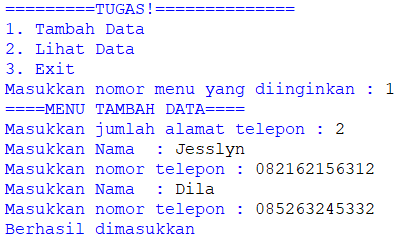 =========TUGAS!==============
1. Tambah Data
2. Lihat Data
3. Exit
Masukkan nomor menu yang diinginkan : 1
====MENU TAMBAH DATA====
Masukkan jumlah alamat telepon : 2
Masukkan Nama  : Jesslyn
Masukkan nomor telepon : 082162156312
Masukkan Nama  : Dila
Masukkan nomor telepon : 085263245332
Berhasil dimasukkan